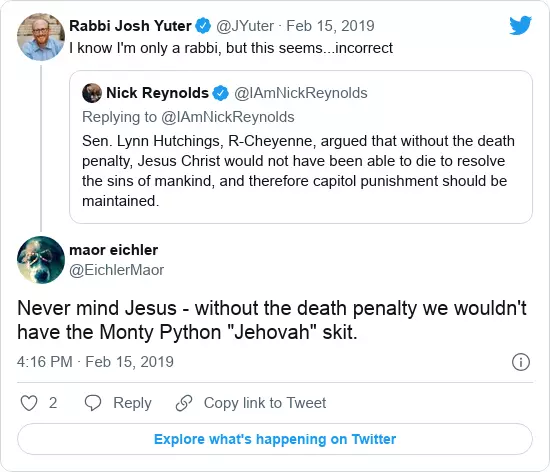 Rabbi Josh Yuter @JYuter · Feb 15, 2019
I know I'm only a rabbi, but this seems...incorrect
Nick Reynolds @IAmNickReynolds
Replying to @IAmNickReynolds
Sen. Lynn Hutchings, R-Cheyenne, argued that without the death
penalty, Jesus Christ would not have been able to die to resolve
the sins of mankind, and therefore capitol punishment should be
maintained.
maor eichler
@EichlerMaor
Never mind Jesus - without the death penalty we wouldn't
have the Monty Python "Jehovah" skit.
4:16 PM · Feb 15, 2019
2 Reply Copy link to Tweet
Explore what's happening on Twitter